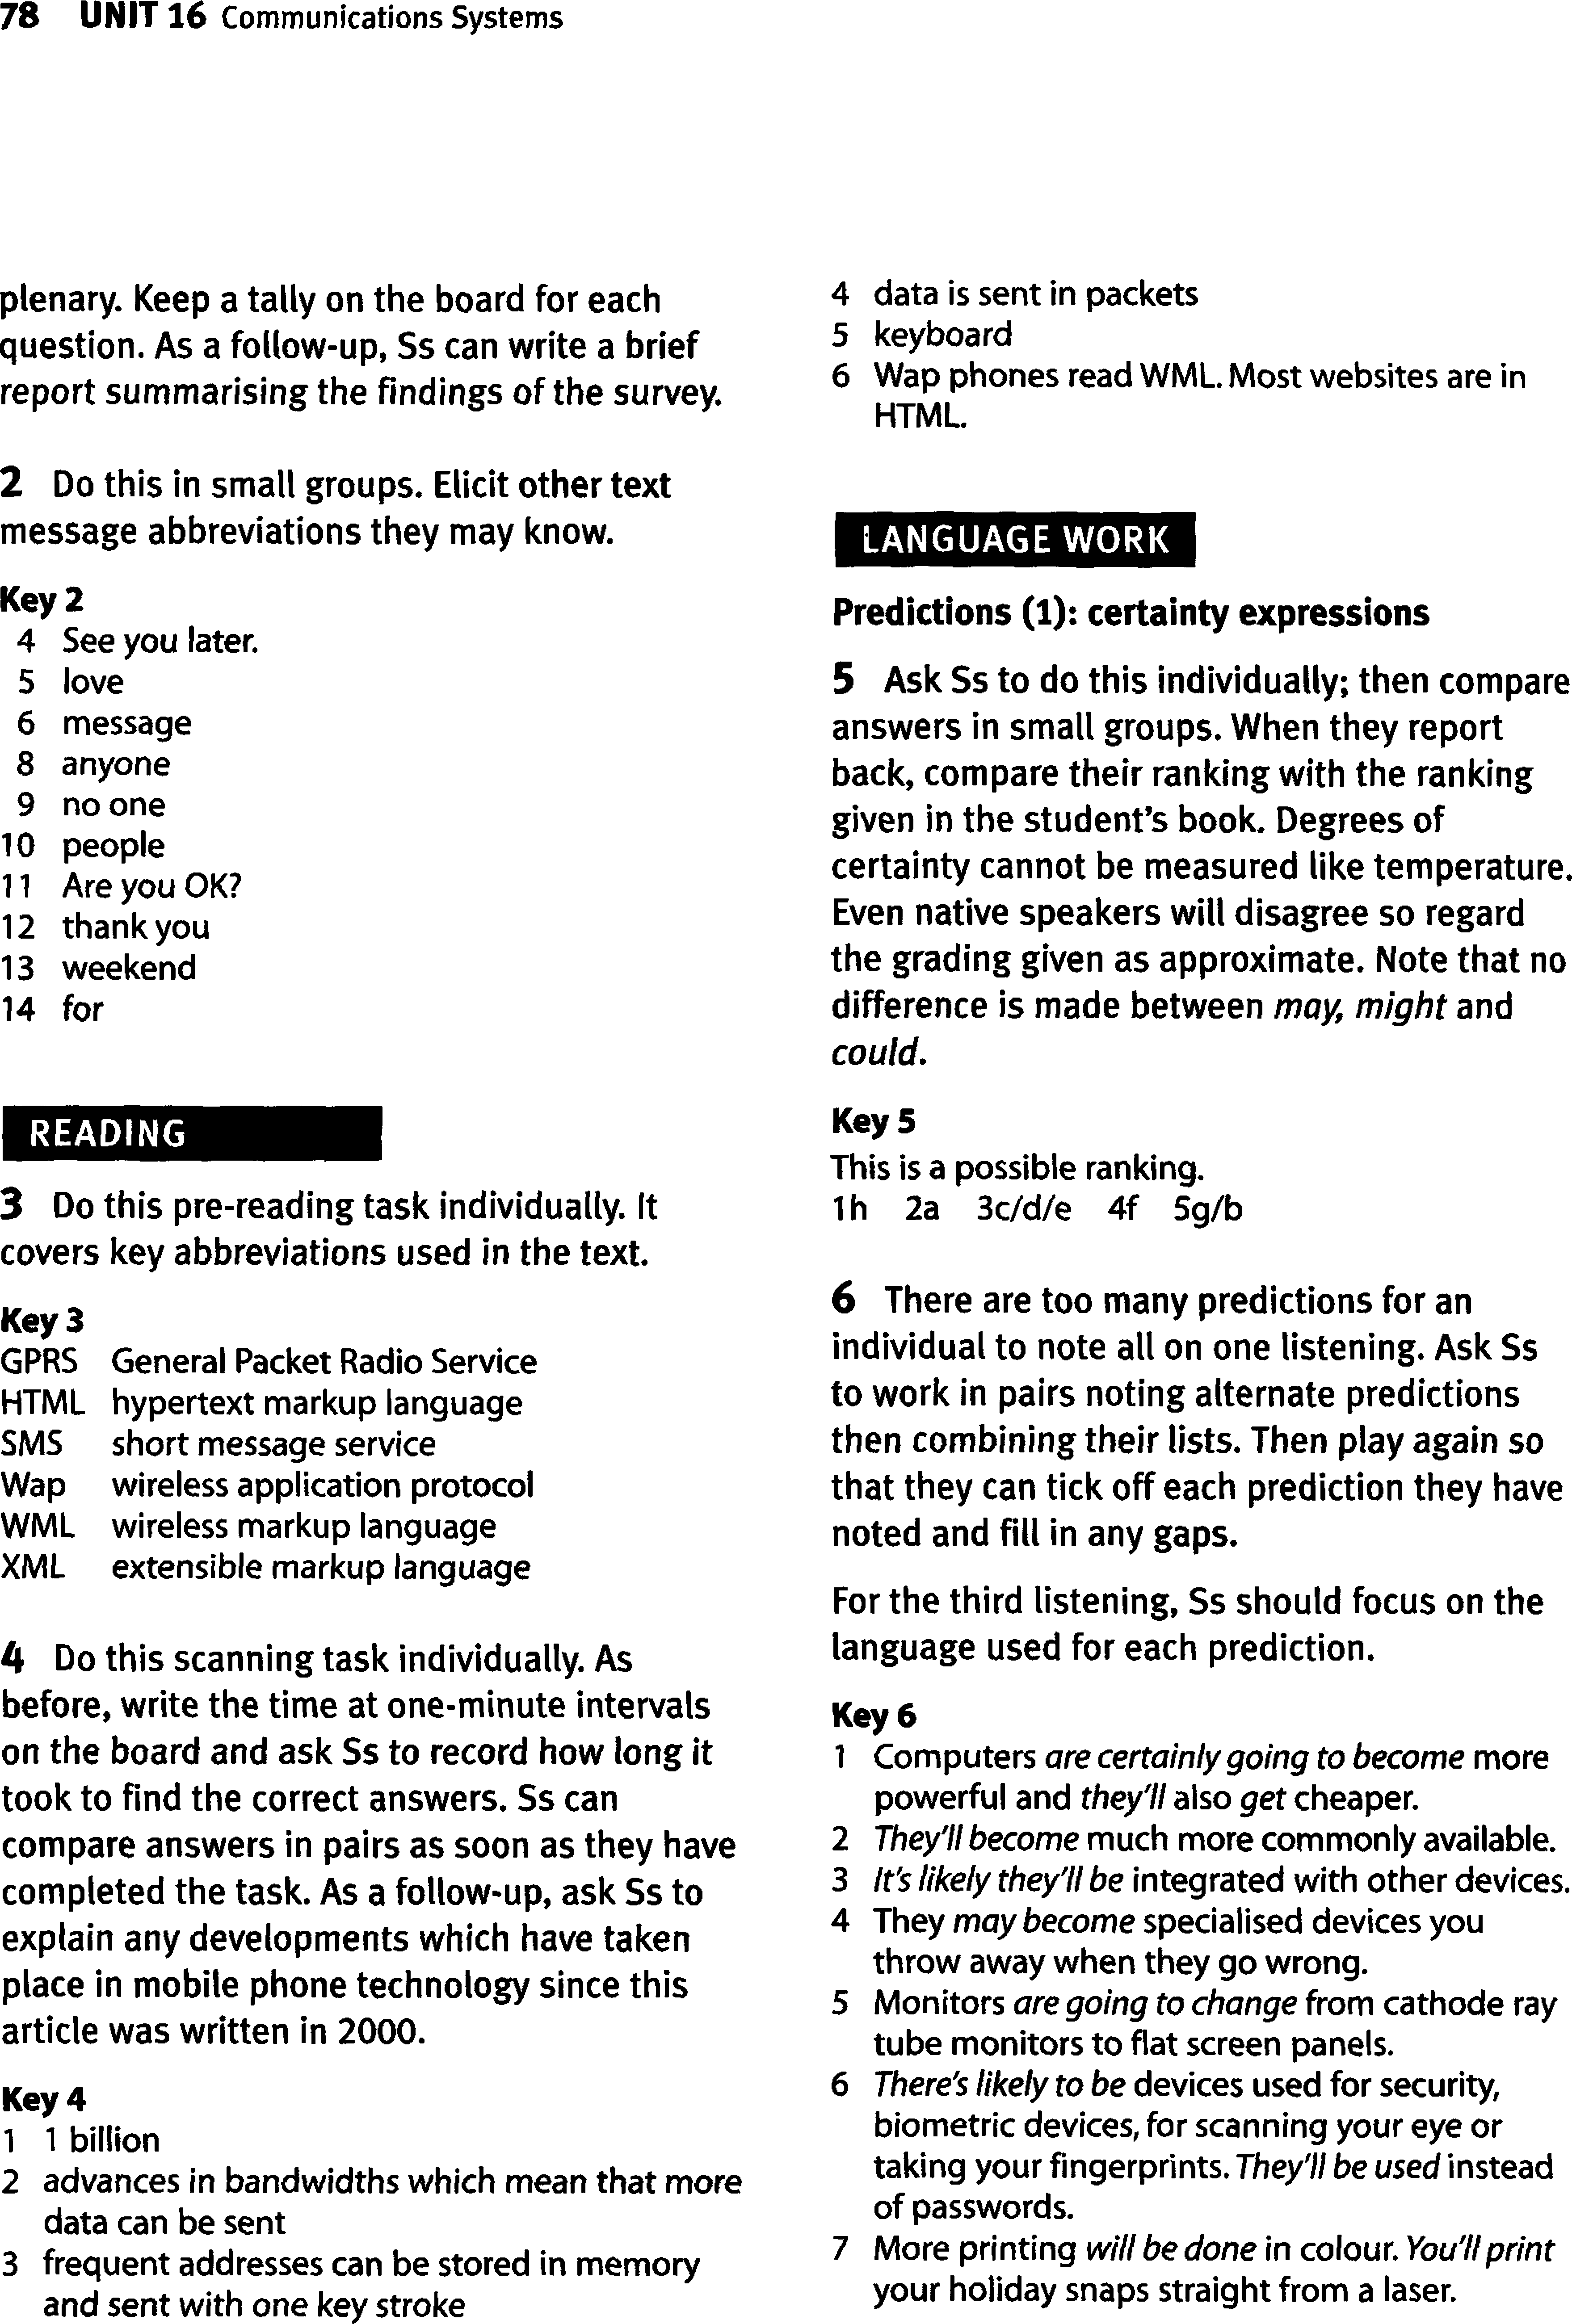 78 UNIT 16 Communications Systems
plenary. Keep a tally on the board for each
question. As a follow-up, Ss can write a brief
report summarising the findings of the survey.
2 Do this in small groups. Elicit other text
message abbreviations they may know.
Key 2
4 See you later.
5 love
6 message
8 anyone
9 no one
10 people
11 Are you OK?
12 thank you
13 weekend
14 for
READING
3 Do this pre-reading task individually. It
covers key abbreviations used in the text.
Key 3
GPRS General Packet Radio Service
HTML hypertext markup language
SMS short message service
Wap wireless application protocol
WML wireless markup language
XML extensible markup language
4 Do this scanning task individually. As
before, write the time at one-minute intervals
on the board and ask Ss to record how long it
took to find the correct answers. Ss can
compare answers in pairs as soon as they have
completed the task. As a follow-up, ask Ss to
explain any developments which have taken
place in mobile phone technology since this
article was written in 2000.
Key 4
1 1 billion
2 advances in bandwidths which mean that more
data can be sent
3 frequent addresses can be stored in memory
and sent with one key stroke
4 data is sent in packets
5 keyboard
6 Wap phones read WML. Most websites are in
HTML.
LANGUAGE WORK
Predictions (1): certainty expressions
5 Ask Ss to do this individually; then compare
answers in small groups. When they report
back, compare their ranking with the ranking
given in the student's book. Degrees of
certainty cannot be measured like temperature.
Even native speakers will disagree so regard
the grading given as approximate. Note that no
difference is made between may, might and
could.
Key 5
This is a possible ranking.
1h 2a 3c/d/e 4f 5g/b
6 There are too many predictions for an
individual to note all on one listening. Ask Ss
to work in pairs noting alternate predictions
then combining their lists. Then play again so
that they can tick off each prediction they have
noted and fill in any gaps.
For the third listening, Ss should focus on the
language used for each prediction.
Key 6
1 Computers are certainly going to become more
powerful and they'll also get cheaper.
2 They'll become much more commonly available.
3 It's likely they'll be integrated with other devices.
4 They may become specialised devices you
throw away when they go wrong.
5 Monitors are going to change from cathode ray
tube monitors to flat screen panels.
6 There's likely to be devices used for security,
biometric devices, for scanning your eye or
taking your fingerprints. They'll be used instead
of passwords.
7 More printing will be done in colour. You'll print
your holiday snaps straight from a laser.